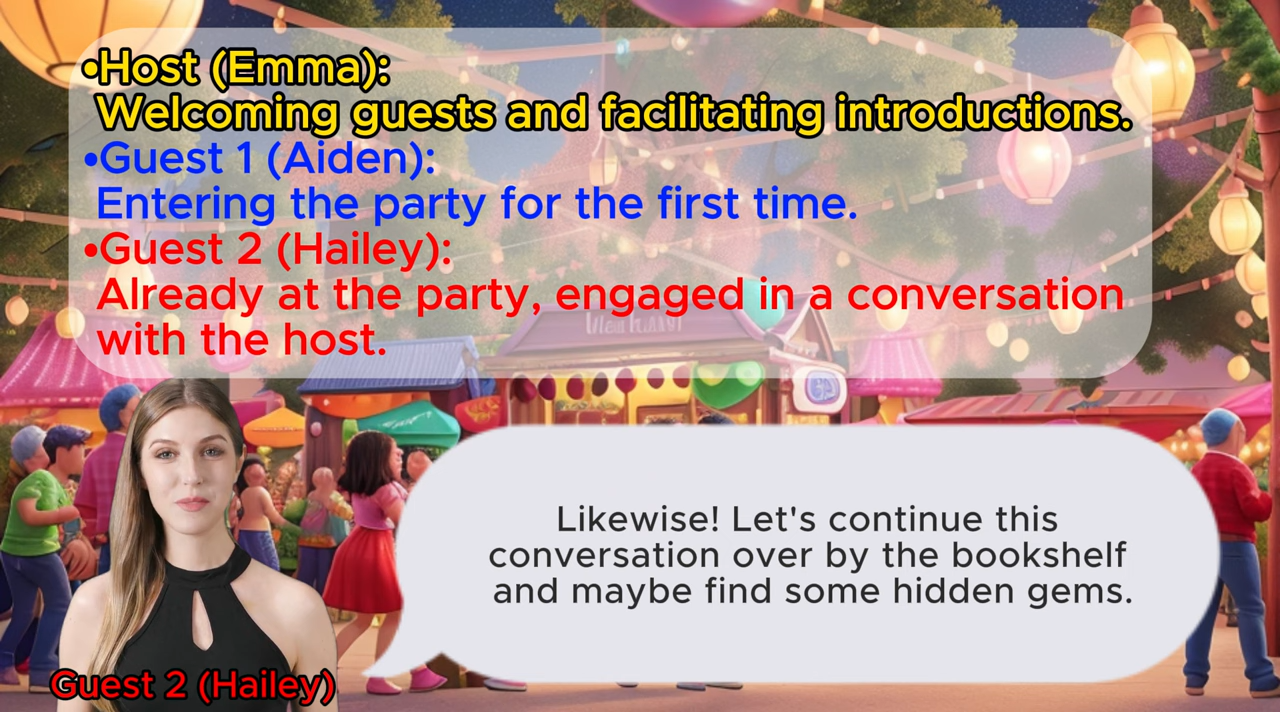 •Host (Emma):
Welcoming guests and facilitating introductions.
•Guest 1 (Aiden):
Entering the party for the first time.
•Guest 2 (Hailey):
Already at the party, engaged in a conversation
with the host.
Likewise! Let's continue this
conversation over by the bookshelf
and maybe find some hidden gems.
Guest 2 (Hailey)